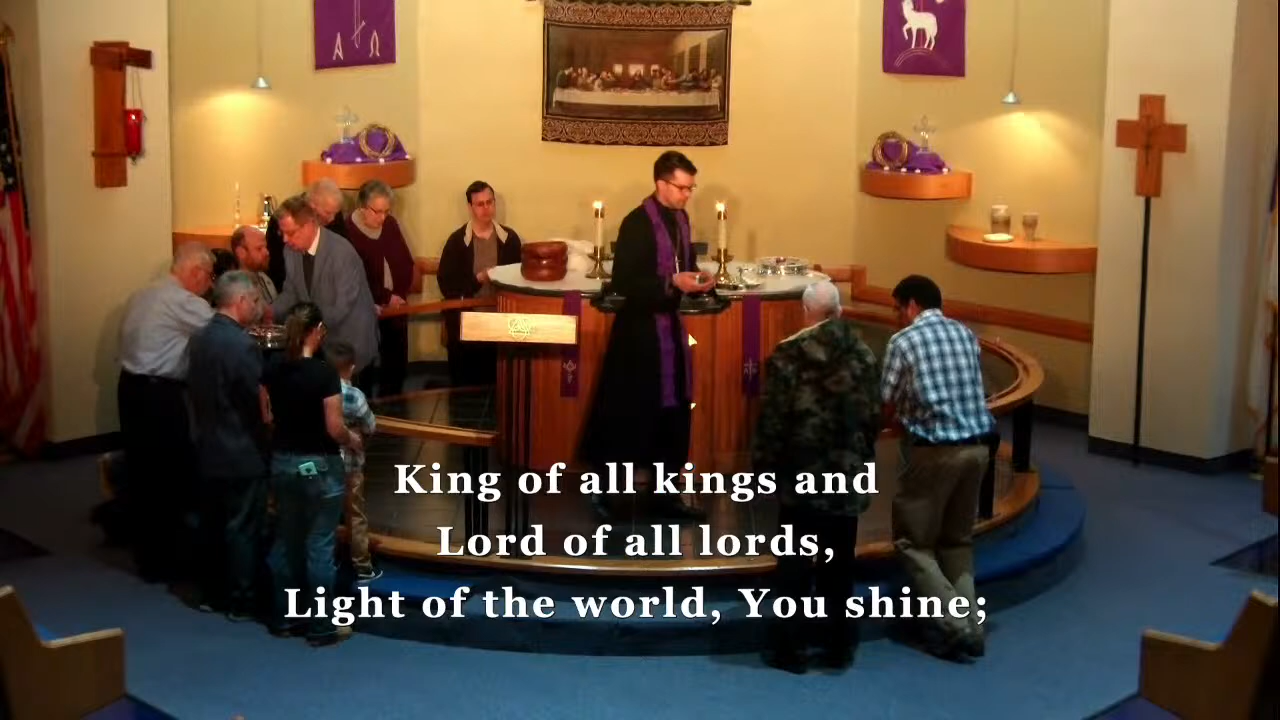 Α Ω
King of all kings and
Lord of all lords,
Light of the world, You shine;